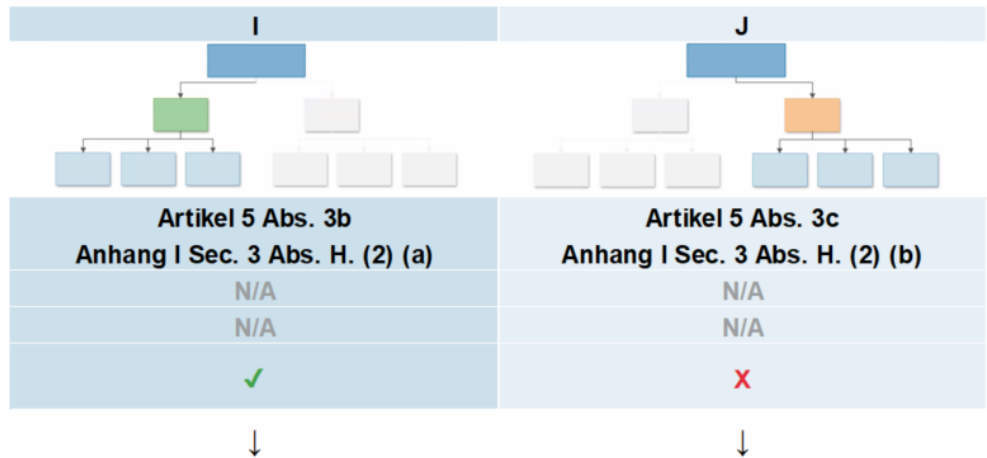 I
J
Artikel 5 Abs. 3b
Anhang I Sec. 3 Abs. H. (2) (a)
Artikel 5 Abs. 3c
Anhang I Sec. 3 Abs. H. (2) (b)
N/A
N/A
N/A
N/A
✓
X
↓
↓